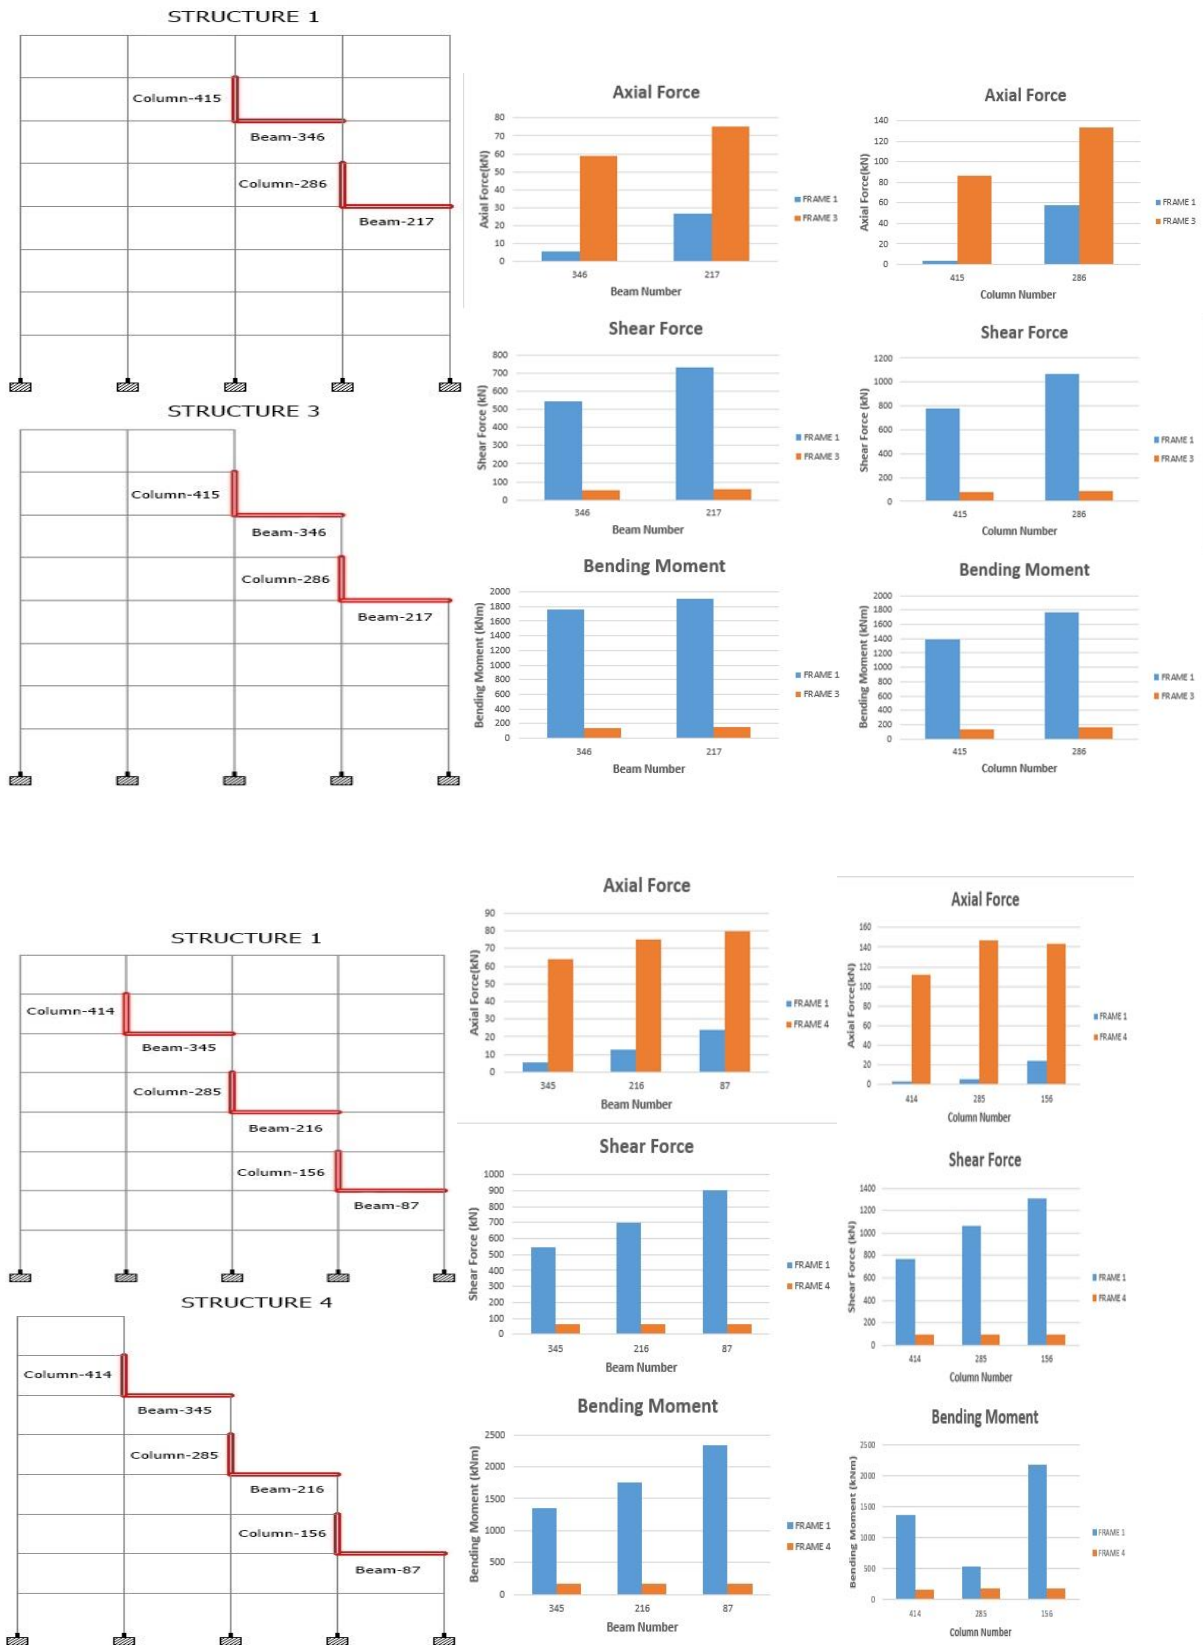 STRUCTURE 1
Column-415
Beam-346
Column-286
Beam-217
STRUCTURE 3
Column-415
Beam-346
Column-286
Beam-217
Axial Force
Axial Force(kN)
80
70
60
50
40
30
20
10
0
346
217
Beam Number
FRAME 1
FRAME 3
Axial Force
Axial Force(kN)
140
120
100
80
60
40
20
0
415
286
Column Number
FRAME 1
FRAME 3
Shear Force
Shear Force (kN)
800
700
600
500
400
300
200
100
0
346
217
Beam Number
FRAME 1
FRAME 3
Shear Force
Shear Force (kN)
1200
1000
800
600
400
200
0
415
286
Column Number
FRAME 1
FRAME 3
Bending Moment
Bending Moment (kNm)
2000
1800
1600
1400
1200
1000
800
600
400
200
0
346
217
Beam Number
FRAME 1
FRAME 3
Bending Moment
Bending Moment (kNm)
2000
1800
1600
1400
1200
1000
800
600
400
200
0
415
286
Column Number
FRAME 1
FRAME 3
STRUCTURE 1
Column-414
Beam-345
Column-285
Beam-216
Column-156
Beam-87
STRUCTURE 4
Column-414
Beam-345
Column-285
Beam-216
Column-156
Beam-87
Axial Force
Axial Force(kN)
90
80
70
60
50
40
30
20
10
0
345
216
87
Beam Number
FRAME 1
FRAME 4
Axial Force
Axial Force(kN)
160
140
120
100
80
60
40
20
0
414
285
156
Column Number
FRAME 1
FRAME 4
Shear Force
Shear Force (kN)
1000
900
800
700
600
500
400
300
200
100
0
345
216
87
Beam Number
FRAME 1
FRAME 4
Shear Force
Shear Force (kN)
1400
1200
1000
800
600
400
200
0
414
285
156
Column Number
FRAME 1
FRAME 4
Bending Moment
Bending Moment (kNm)
2500
2000
1500
1000
500
0
345
216
87
Beam Number
FRAME 1
FRAME 4
Bending Moment
Bending Moment (kNm)
2500
2000
1500
1000
500
0
414
285
156
Column Number
FRAME 1
FRAME 4